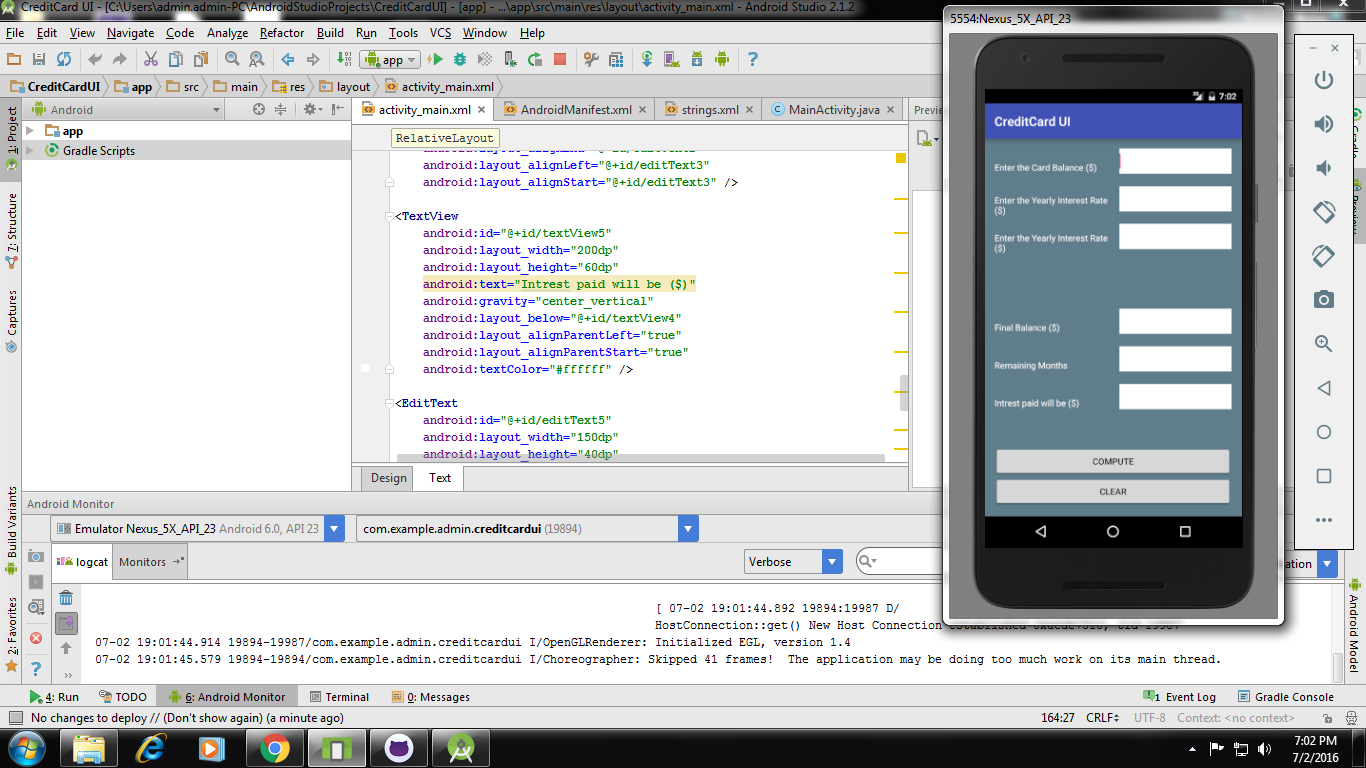 CreditCard UI - [C:\Users\admin.admin-PC\AndroidStudioProjects\CreditCardUI] - [app] - ...\app\src\main\res\layout\activity_main.xml - Android Studio 2.1.2
File Edit View Navigate Code Analyze Refactor Build Run Tools VCS Window Help
app
CreditCardUI app src main res layout activity_main.xml
Android
activity_main.xml AndroidManifest.xml strings.xml MainActivity.java
1: Project
7: Structure
Captures
Build Variants
2: Favorites
app
Gradle Scripts
RelativeLayout
android:layout_alignLeft="@+id/editText3"
android:layout_alignStart="@+id/editText3" />
<TextView
android:id="@+id/textView5"
android:layout_width="200dp"
android:layout_height="60dp"
android:text="Intrest paid will be ($)"
android:gravity="center_vertical"
android:layout_below="@+id/textView4"
android:layout_alignParentLeft="true"
android:layout_alignParentStart="true"
android:textColor="#ffffff" />
<EditText
android:id="@+id/editText5"
android:layout_width="150dp"
android:layout_height="40dp"
Design Text
5554:Nexus_5X_API_23
7:02
CreditCard UI
Enter the Card Balance ($)
Enter the Yearly Interest Rate
($)
Enter the Yearly Interest Rate
($)
Final Balance ($)
Remaining Months
Intrest paid will be ($)
COMPUTE
CLEAR
Android Monitor
Emulator Nexus_5X_API_23 Android 6.0, API 23
com.example.admin.creditcardui (19894)
logcat Monitors
Verbose
[ 07-02 19:01:44.892 19894:19987 D/
HostConnection::get() New Host Connection
07-02 19:01:44.914 19894-19987/com.example.admin.creditcardui I/OpenGLRenderer: Initialized EGL, version 1.4
07-02 19:01:45.579 19894-19894/com.example.admin.creditcardui I/Choreographer: Skipped 41 frames! The application may be doing too much work on its main thread.
Android Model
4: Run TODO 6: Android Monitor Terminal 0: Messages
1 Event Log Gradle Console
No changes to deploy // (Don't show again) (a minute ago)
164:27 CRLF UTF-8 Context: <no context>
7:02 PM
7/2/2016